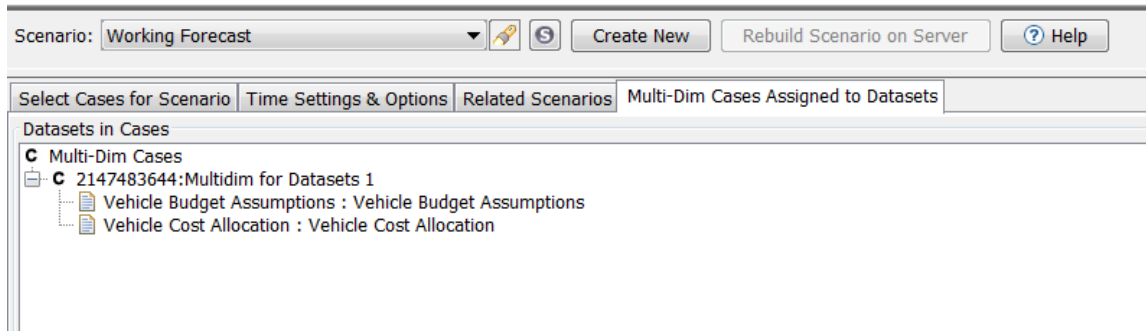 Scenario: Working Forecast S Create New Rebuild Scenario on Server ? Help
Select Cases for Scenario Time Settings & Options Related Scenarios Multi-Dim Cases Assigned to Datasets
Datasets in Cases
C Multi-Dim Cases
C 2147483644:Multidim for Datasets 1
Vehicle Budget Assumptions : Vehicle Budget Assumptions
Vehicle Cost Allocation : Vehicle Cost Allocation